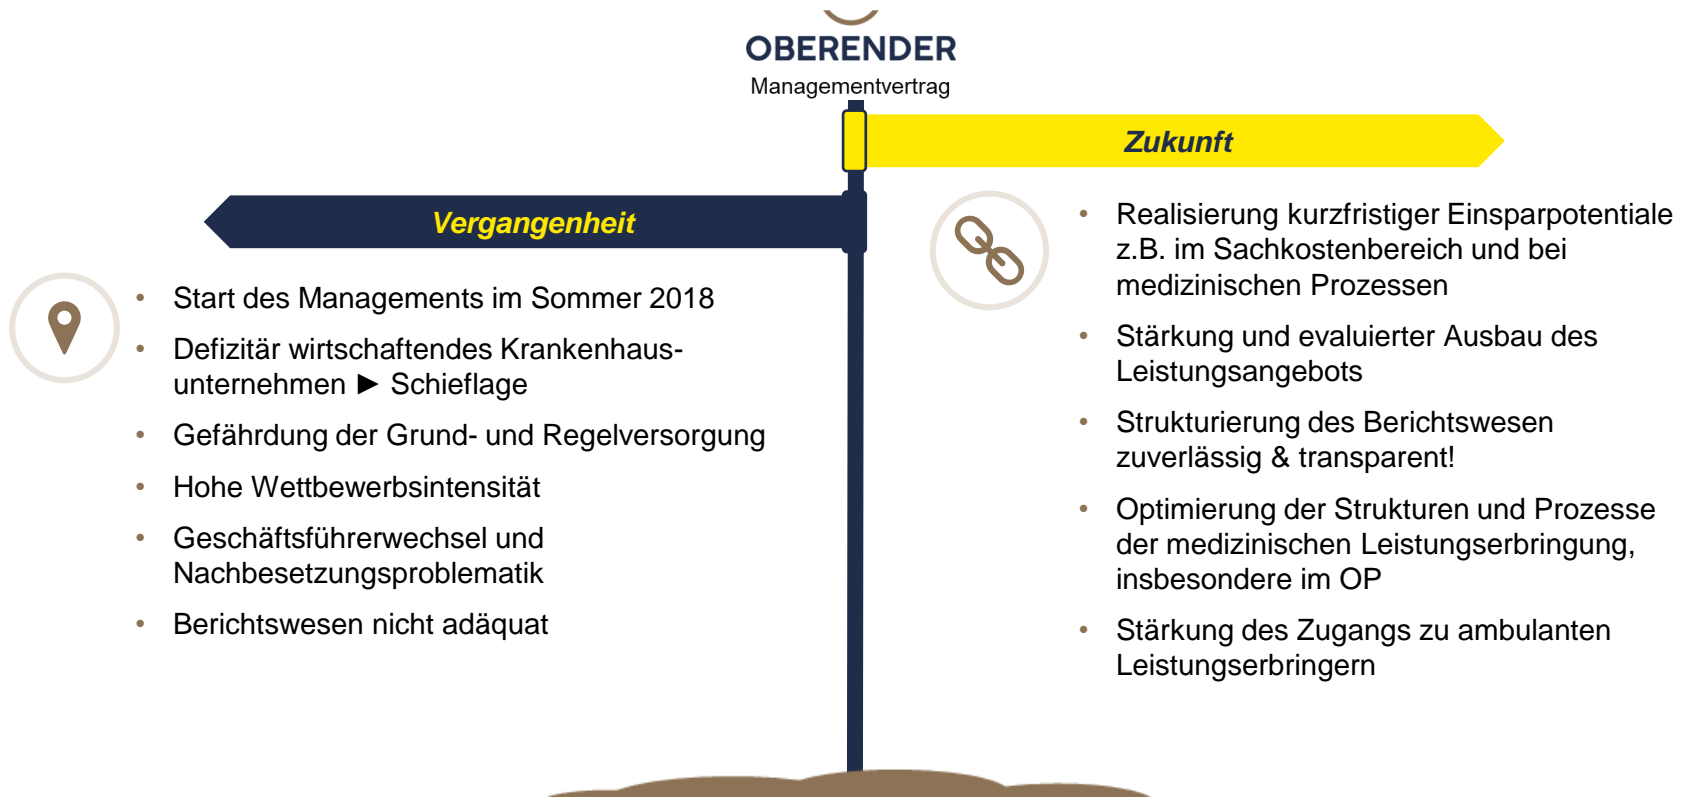 OBERENDER
Managementvertrag
Zukunft
Vergangenheit
• Start des Managements im Sommer 2018
• Defizitär wirtschaftendes Krankenhaus-
unternehmen ► Schieflage
• Gefährdung der Grund- und Regelversorgung
• Hohe Wettbewerbsintensität
• Geschäftsführerwechsel und
Nachbesetzungsproblematik
• Berichtswesen nicht adäquat
• Realisierung kurzfristiger Einsparpotentiale
z.B. im Sachkostenbereich und bei
medizinischen Prozessen
• Stärkung und evaluierter Ausbau des
Leistungsangebots
• Strukturierung des Berichtswesen
zuverlässig & transparent!
• Optimierung der Strukturen und Prozesse
der medizinischen Leistungserbringung,
insbesondere im OP
• Stärkung des Zugangs zu ambulanten
Leistungserbringern